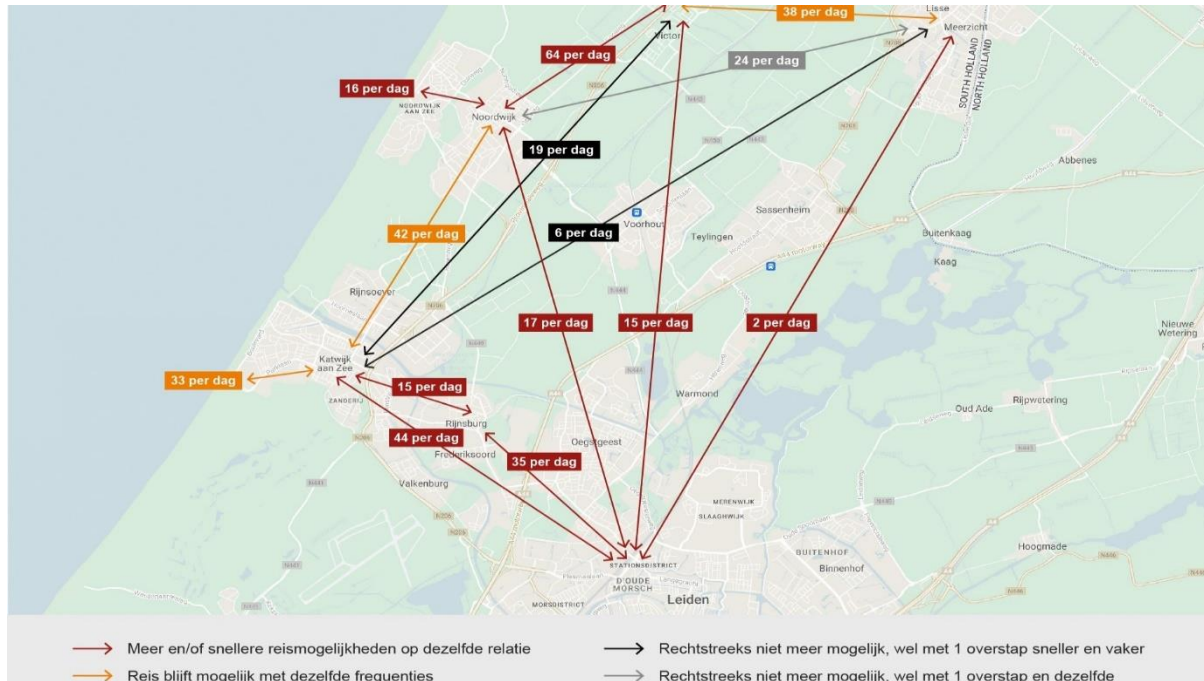 38 per dag
Lisse
Meerzicht
Victor
64 per dag
24 per dag
SOUTH HOLLAND
NORTH HOLLAND
16 per dag
NOORDWIJK
AAN ZEE
Noordwijk
19 per dag
Abbenes
Sassenheim
Voorhout
Teylingen
6 per dag
42 per dag
Buitenkaag
Kaag
Rijnsoever
17 per dag
15 per dag
2 per dag
Nieuwe
Wetering
Katwijk
aan Zee
33 per dag
15 per dag
ZANDERIJ
Warmond
Rijpwetering
Oud Ade
Rijnsburg
44 per dag
Oegstgeest
Frederiksoord
35 per dag
Valkenburg
MERENWIJK
SLAAGHWIJK
BUITENHOF
Binnenhof
Hoogmade
STATIONSDISTRICT
D'OUDE
MORSCH
MORSDISTRICT
Leiden
Meer en/of snellere reismogelijkheden op dezelfde relatie
Rechtstreeks niet meer mogelijk, wel met 1 overstap sneller en vaker
Reis blijft mogelijk met dezelfde frequenties
Rechtstreeks niet meer mogelijk, wel met 1 overstap en dezelfde